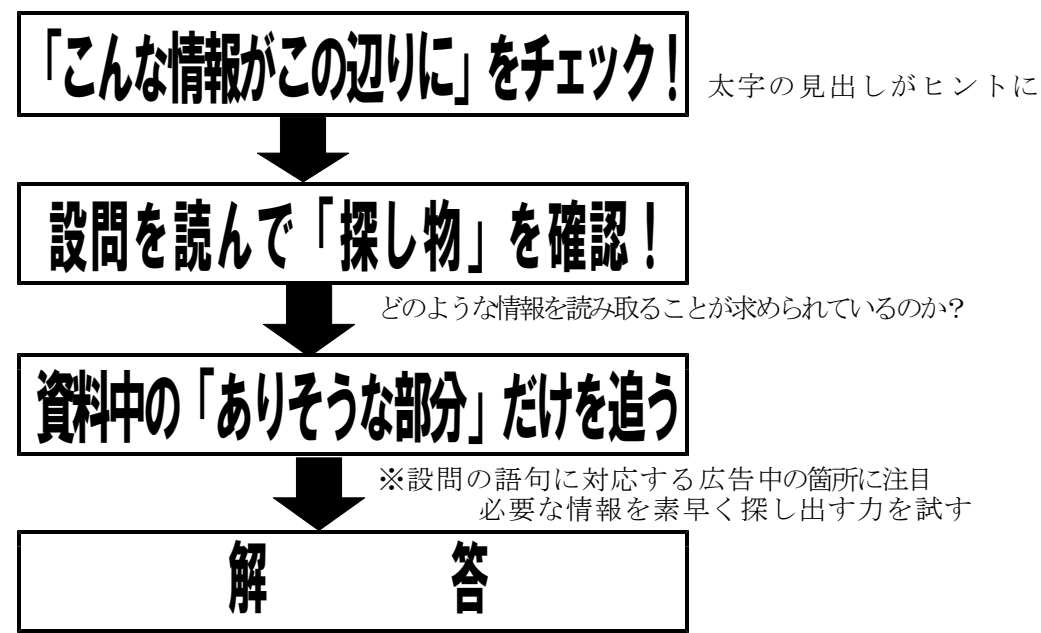 「こんな情報がこの辺りに」をチェック！
太字の見出しがヒントに
設問を読んで「探し物」を確認！
どのような情報を読み取ることが求められているのか？
資料中の「ありそうな部分」だけを追う
※設問の語句に対応する広告中の箇所に注目
必要な情報を素早く探し出す力を試す
解　　　答